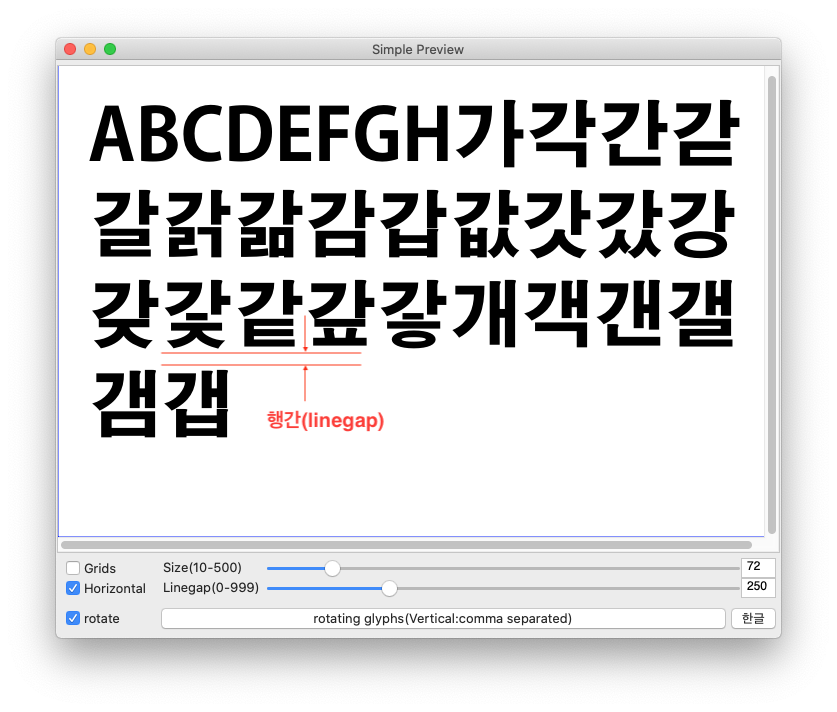 Simple Preview
ABCDEFGH가각간갇
갈갉갊감갑값갓갔강
갖갗같갚갛개객갠갤
갬갭
행간(linegap)
Grids
Size(10-500)
72
Horizontal
Linegap(0-999)
250
rotate
rotating glyphs(Vertical:comma separated)
한글